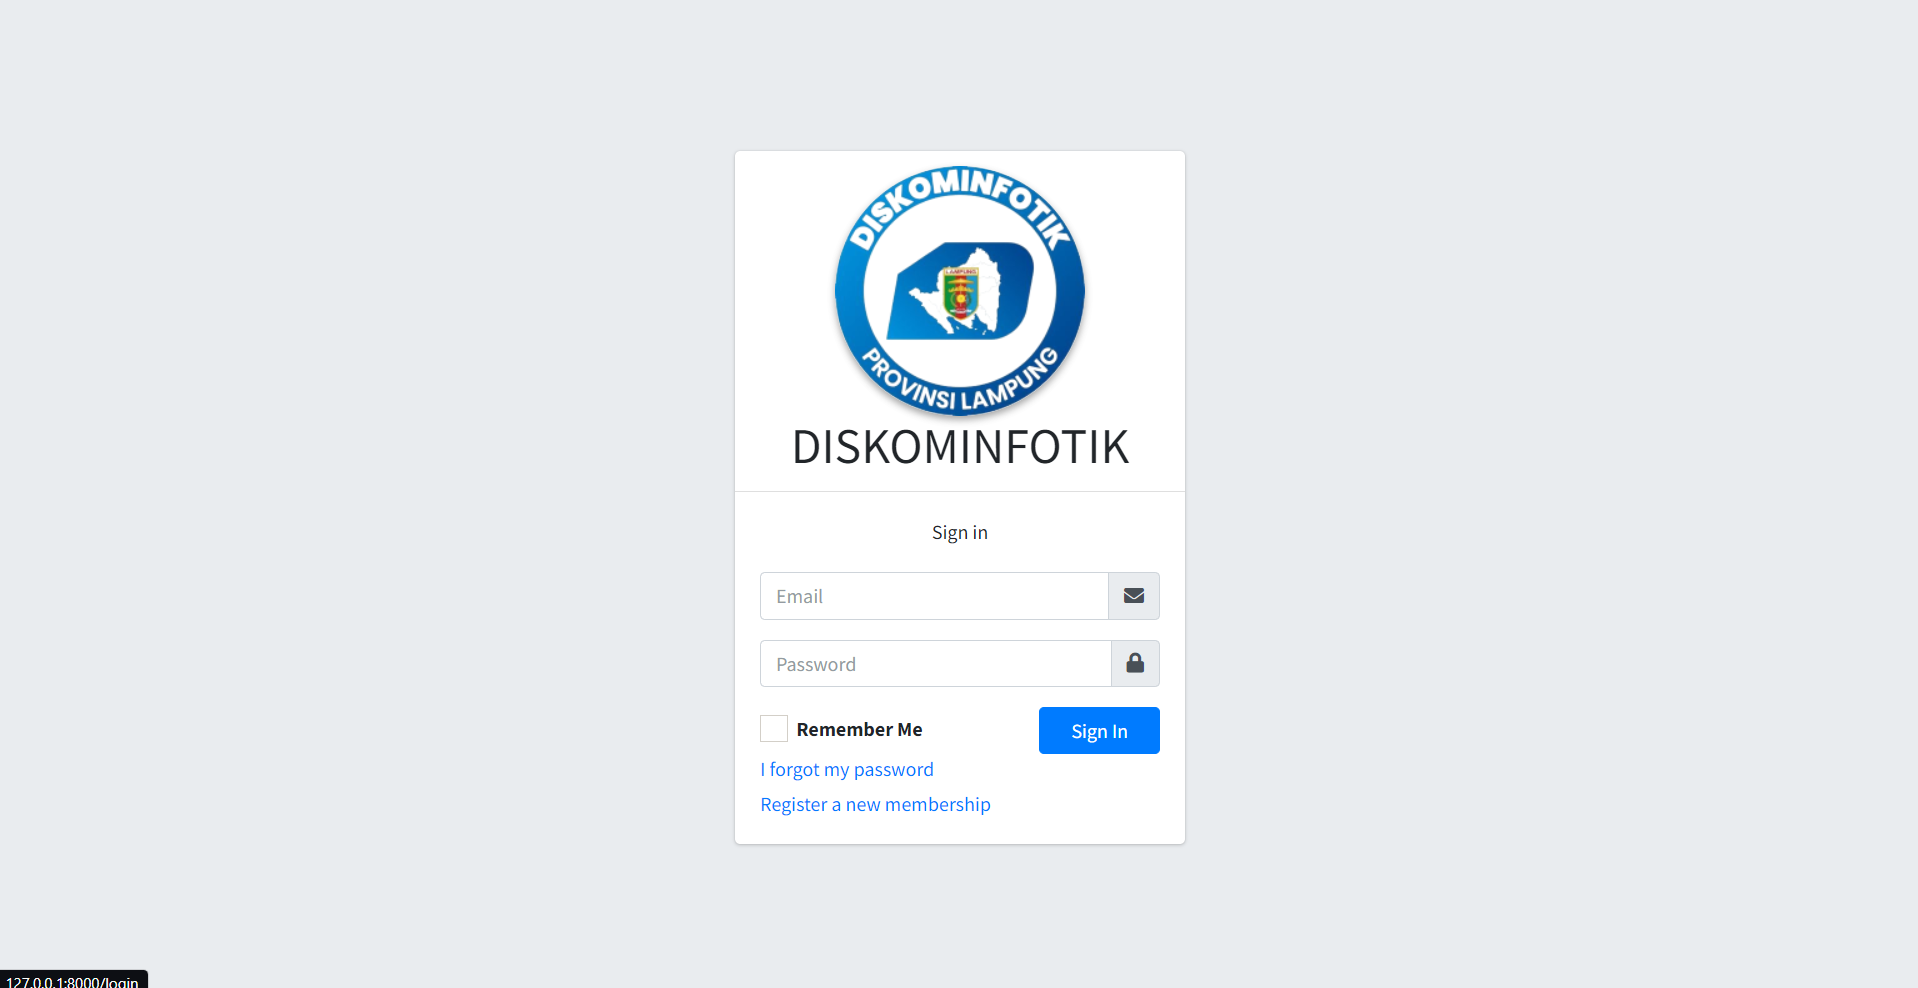 DISKOMINFOTIK
LAMPUNG
PROVINSI LAMPUNG
DISKOMINFOTIK
Sign in
Email
Password
Remember Me
Sign In
I forgot my password
Register a new membership
127.0.0.1:8000/login